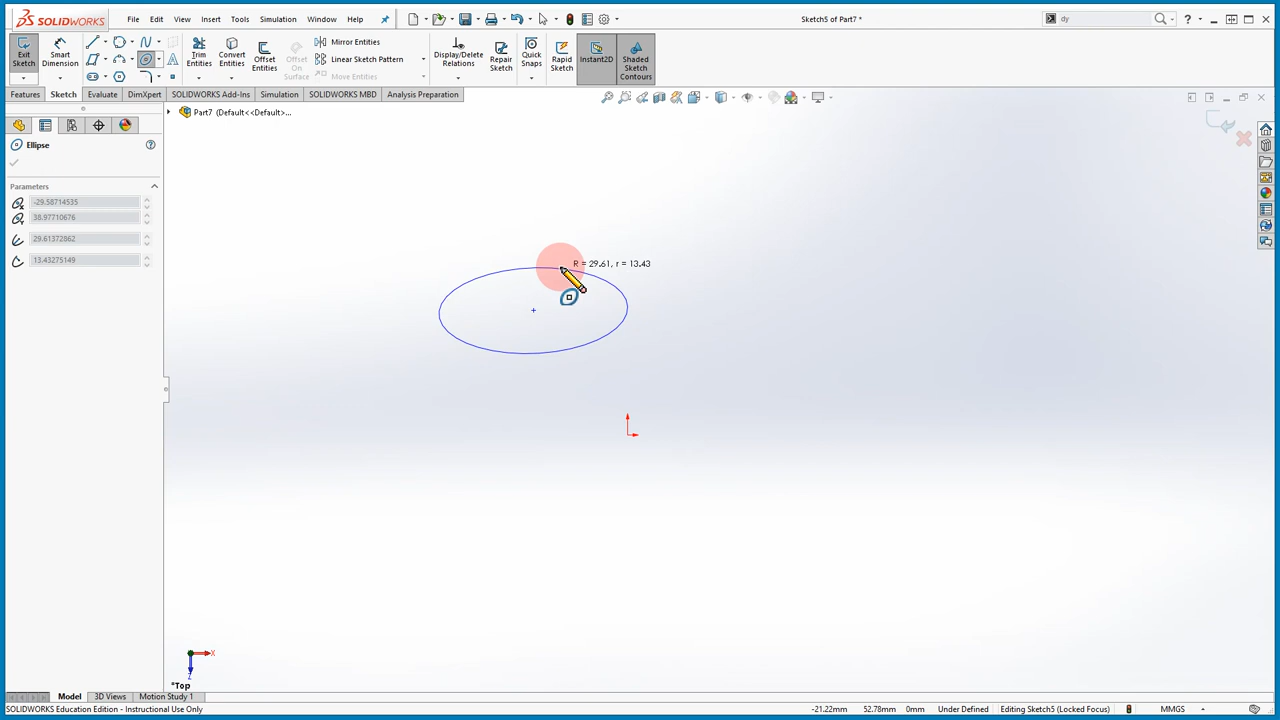 SOLIDWORKS File Edit View Insert Tools Simulation Window Help Sketch5 of Part7 * dy
Exit Sketch
Smart Dimension
Trim Entities
Convert Entities
Offset Entities
Offset On Surface
Mirror Entities
Linear Sketch Pattern
Move Entities
Display/Delete Relations
Repair Sketch
Quick Snaps
Rapid Sketch
Instant2D
Shaded Sketch Contours
Features Sketch Evaluate DimXpert SOLIDWORKS Add-Ins Simulation SOLIDWORKS MBD Analysis Preparation
Part7 (Default<<Default>...
Ellipse
Parameters
-29.58714535
38.97710676
29.61372862
13.43275149
R = 29.61, r = 13.43
X
Z
*Top
Model 3D Views Motion Study 1
SOLIDWORKS Education Edition - Instructional Use Only -21.22mm 52.78mm 0mm Under Defined Editing Sketch5 (Locked Focus) MMGS